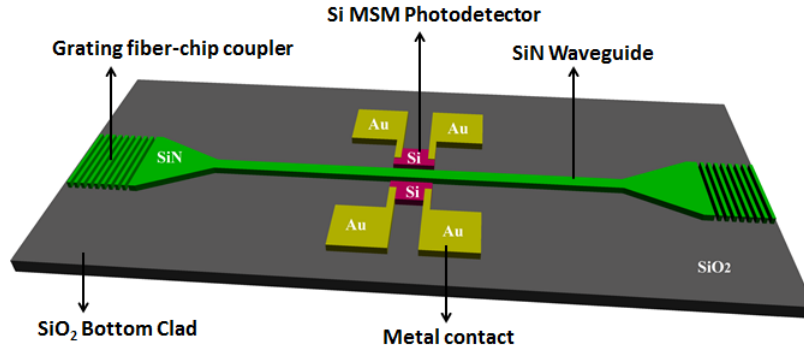 Si MSM Photodetector
Grating fiber-chip coupler
SiN Waveguide
Au
Au
SiN
Si
Si
Au
Au
SiO₂
SiO₂ Bottom Clad
Metal contact